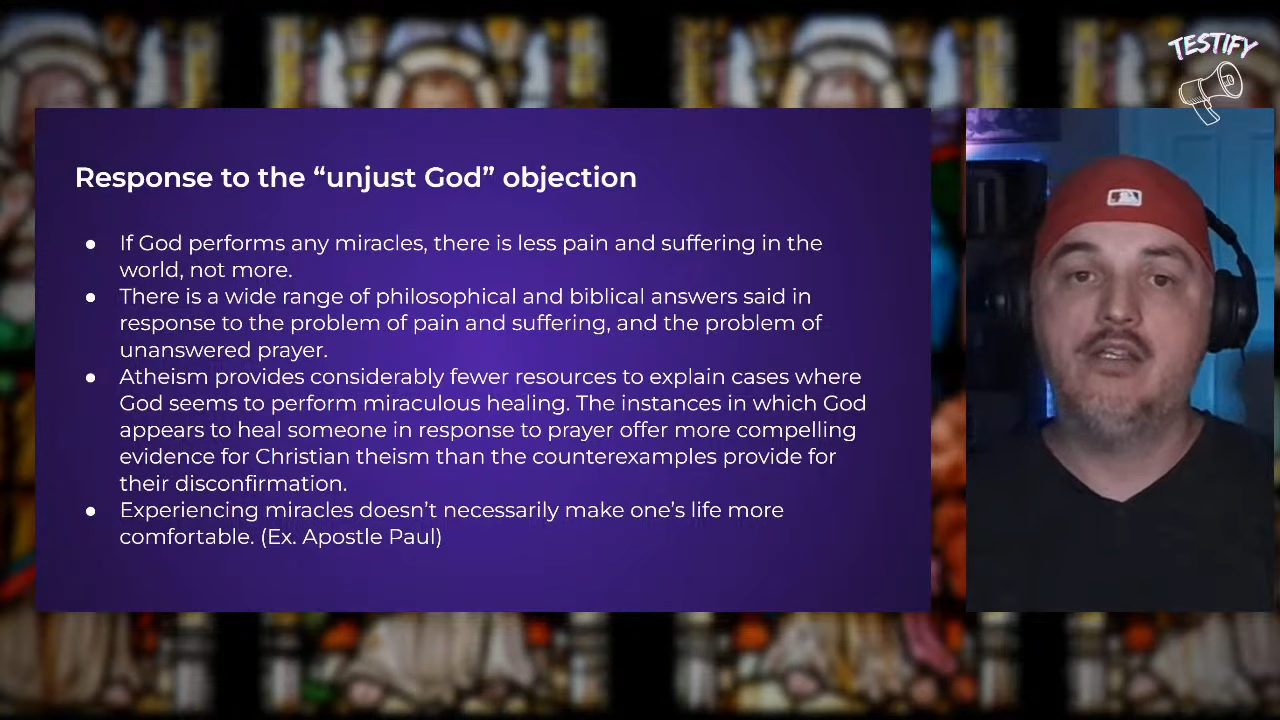 TESTIFY
Response to the “unjust God” objection
● If God performs any miracles, there is less pain and suffering in the
world, not more.
● There is a wide range of philosophical and biblical answers said in
response to the problem of pain and suffering, and the problem of
unanswered prayer.
● Atheism provides considerably fewer resources to explain cases where
God seems to perform miraculous healing. The instances in which God
appears to heal someone in response to prayer offer more compelling
evidence for Christian theism than the counterexamples provide for
their disconfirmation.
● Experiencing miracles doesn’t necessarily make one’s life more
comfortable. (Ex. Apostle Paul)